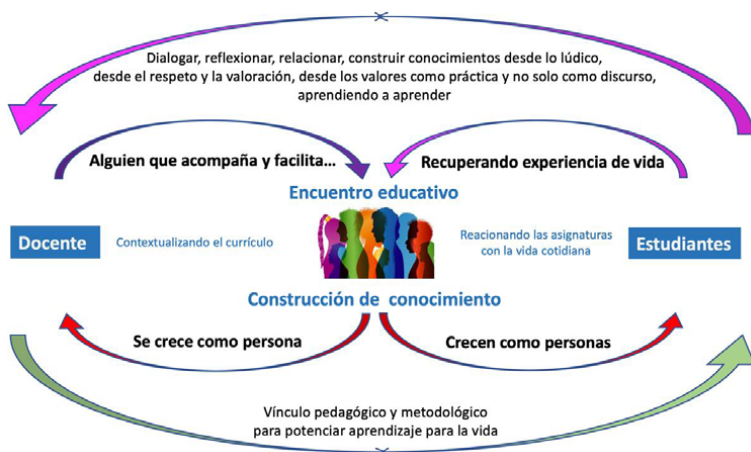 Dialogar, reflexionar, relacionar, construir conocimientos desde lo lúdico,
desde el respeto y la valoración, desde los valores como práctica y no solo como discurso,
aprendiendo a aprender
Alguien que acompaña y facilita...
Recuperando experiencia de vida
Encuentro educativo
Docente
Contextualizando el currículo
Reacionando las asignaturas
con la vida cotidiana
Estudiantes
Construcción de conocimiento
Se crece como persona
Crecen como personas
Vínculo pedagógico y metodológico
para potenciar aprendizaje para la vida